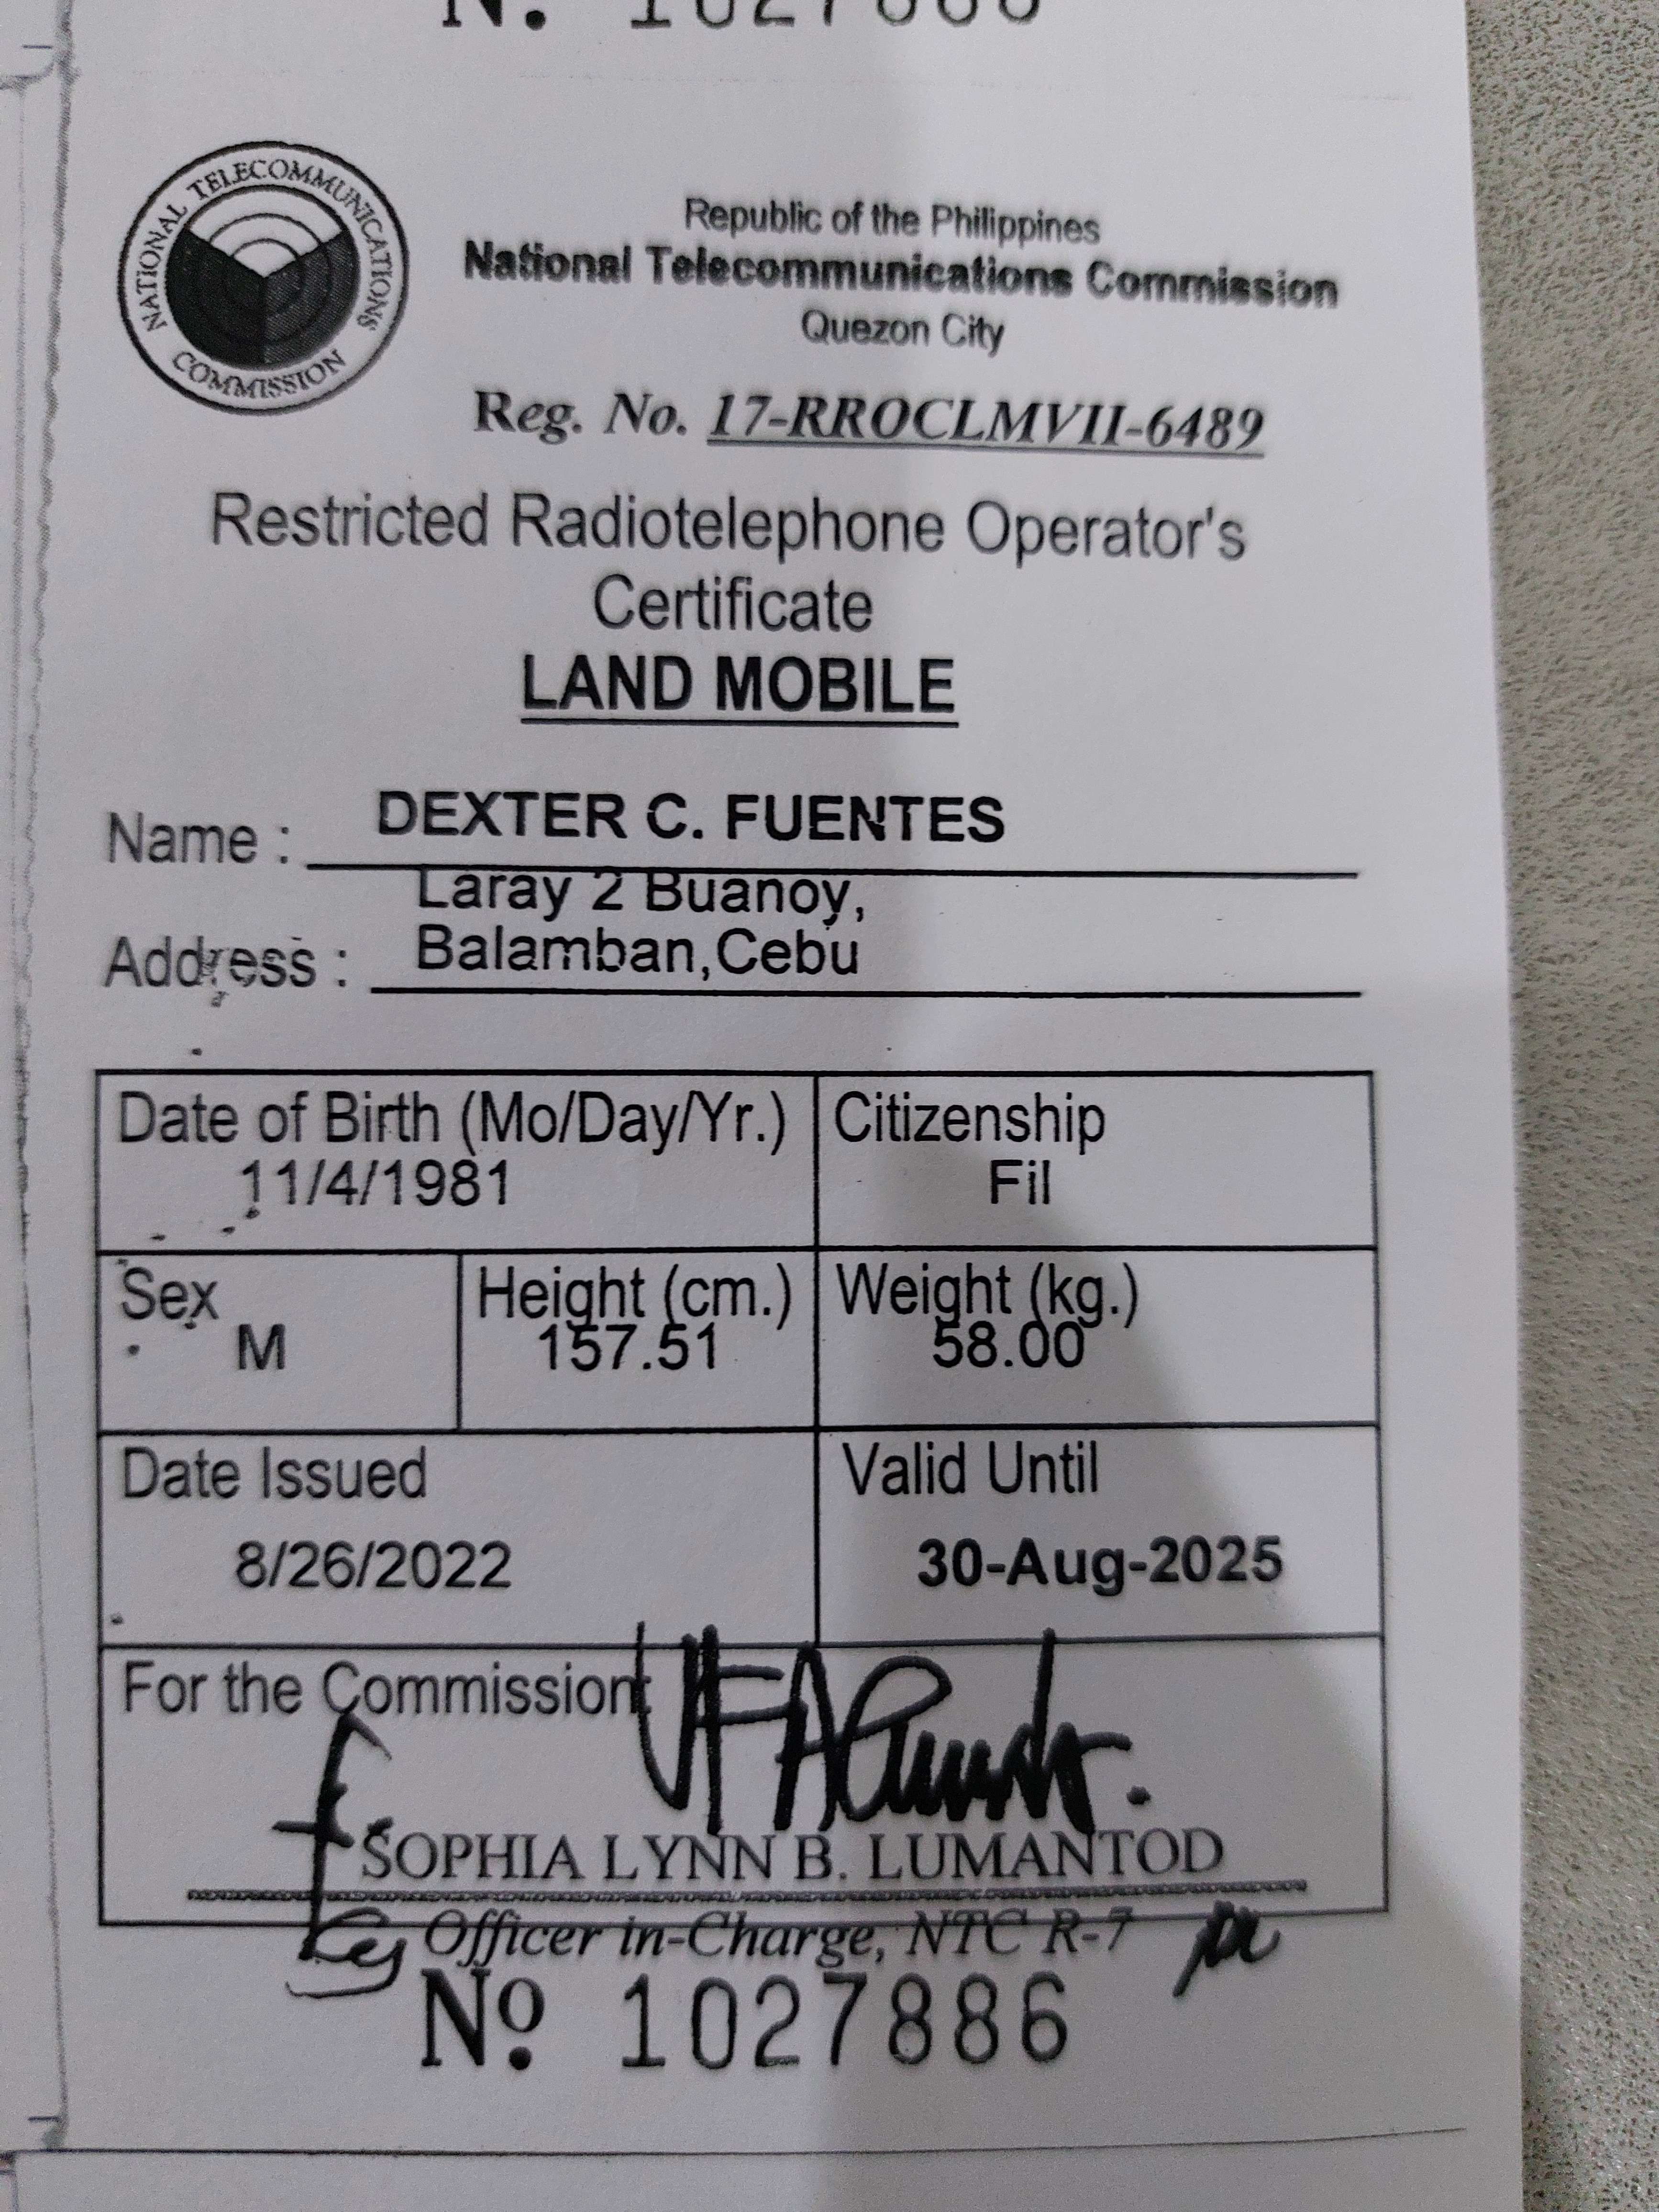 NATIONAL TELECOMMUNICATIONS
COMMISSION
Republic of the Philippines
National Telecommunications Commission
Quezon City
Reg. No. 17-RROCLMVII-6489
Restricted Radiotelephone Operator's
Certificate
LAND MOBILE
Name : DEXTER C. FUENTES
Laray 2 Buanoy,
Address : Balamban,Cebu
Date of Birth (Mo/Day/Yr.) Citizenship
11/4/1981 Fil
Sex Height (cm.) Weight (kg.)
M 157.51 58.00
Date Issued Valid Until
8/26/2022 30-Aug-2025
For the Commission:
SOPHIA LYNN B. LUMANTOD
Officer in-Charge, NTC R-7
Nº 1027886